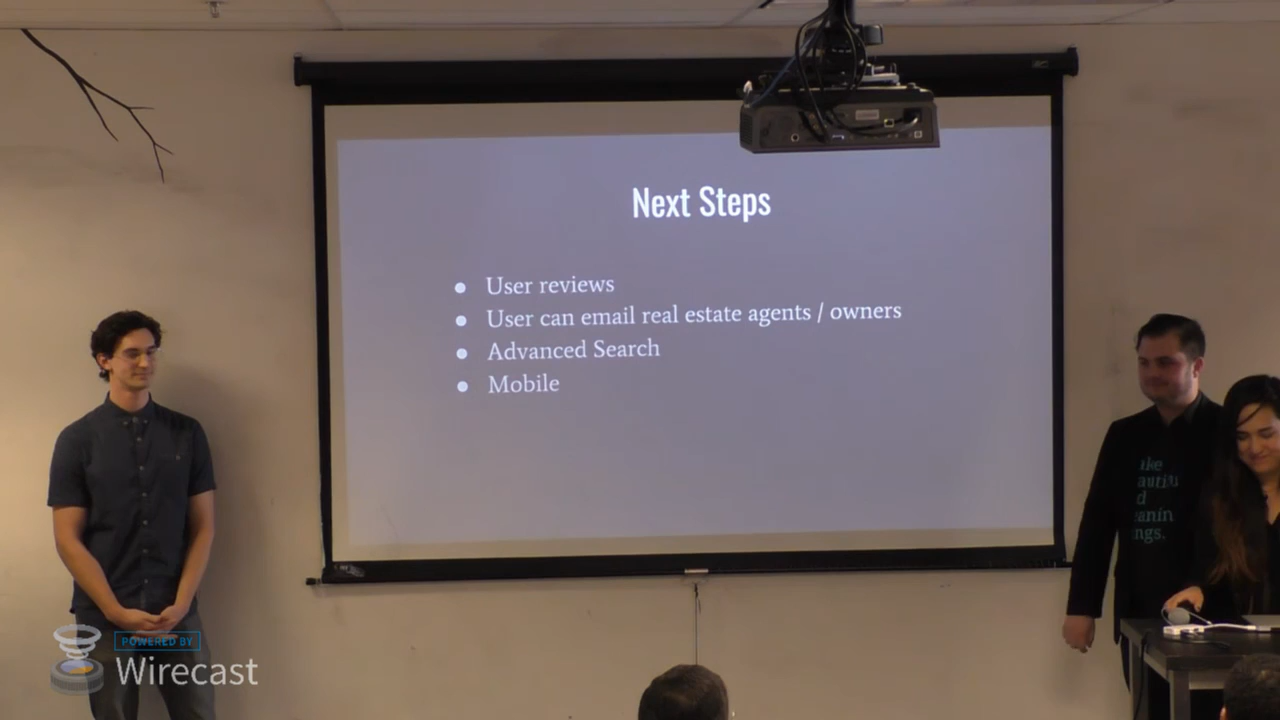 Next Steps
User reviews
User can email real estate agents / owners
Advanced Search
Mobile
POWERED BY
Wirecast